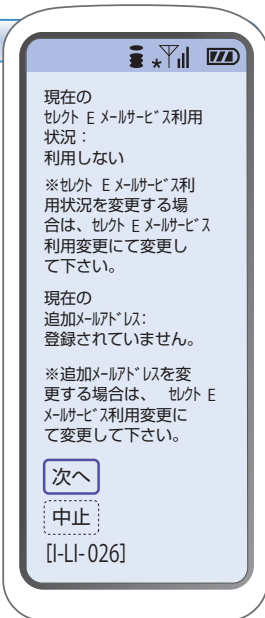 現在の
ｾﾚｸﾄ E ﾒｰﾙｻｰﾋﾞｽ利用
状況：
利用しない
※ｾﾚｸﾄ E ﾒｰﾙｻｰﾋﾞｽ利
用状況を変更する場
合は、ｾﾚｸﾄ E ﾒｰﾙｻｰﾋﾞｽ
利用変更にて変更し
て下さい。
現在の
追加ﾒｰﾙｱﾄﾞﾚｽ:
登録されていません。
※追加ﾒｰﾙｱﾄﾞﾚｽを変
更する場合は、 ｾﾚｸﾄ E
ﾒｰﾙｻｰﾋﾞｽ利用変更に
て変更して下さい。
次へ
中止
[I-LI-026]